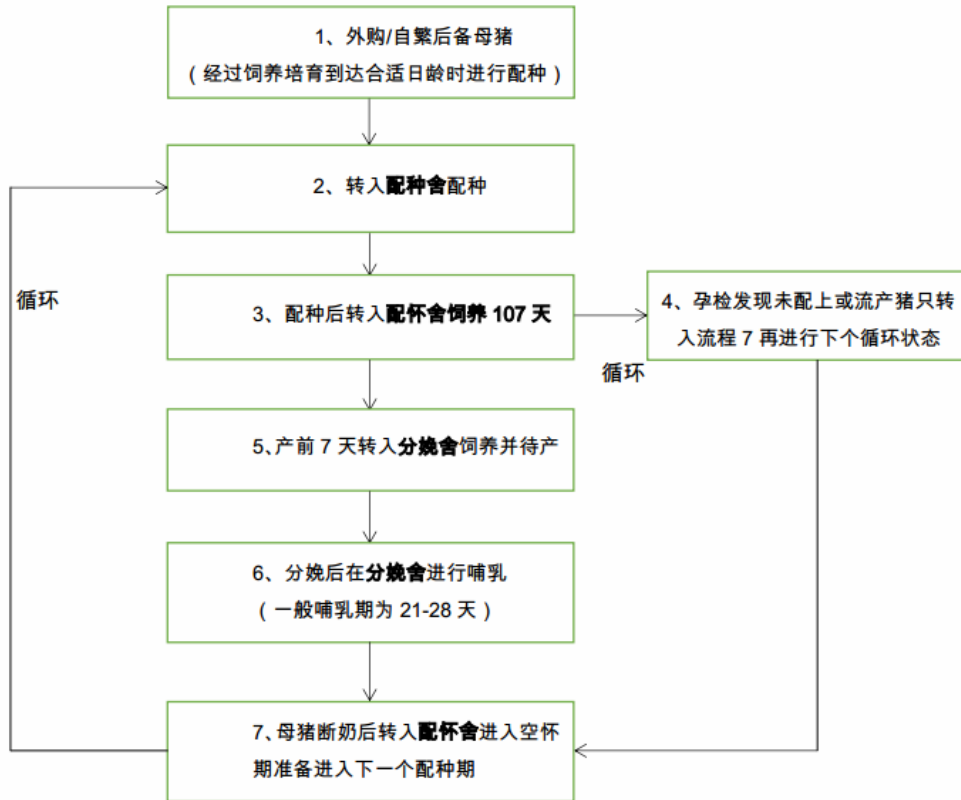 1、外购/自繁后备母猪
（经过饲养培育到达合适日龄时进行配种）
2、转入配种舍配种
循环
3、配种后转入配怀舍饲养 107 天
4、孕检发现未配上或流产猪只转
入流程 7 再进行下个循环状态
循环
5、产前 7 天转入分娩舍饲养并待产
6、分娩后在分娩舍进行哺乳
（一般哺乳期为 21-28 天）
7、母猪断奶后转入配怀舍进入空怀
期准备进入下一个配种期